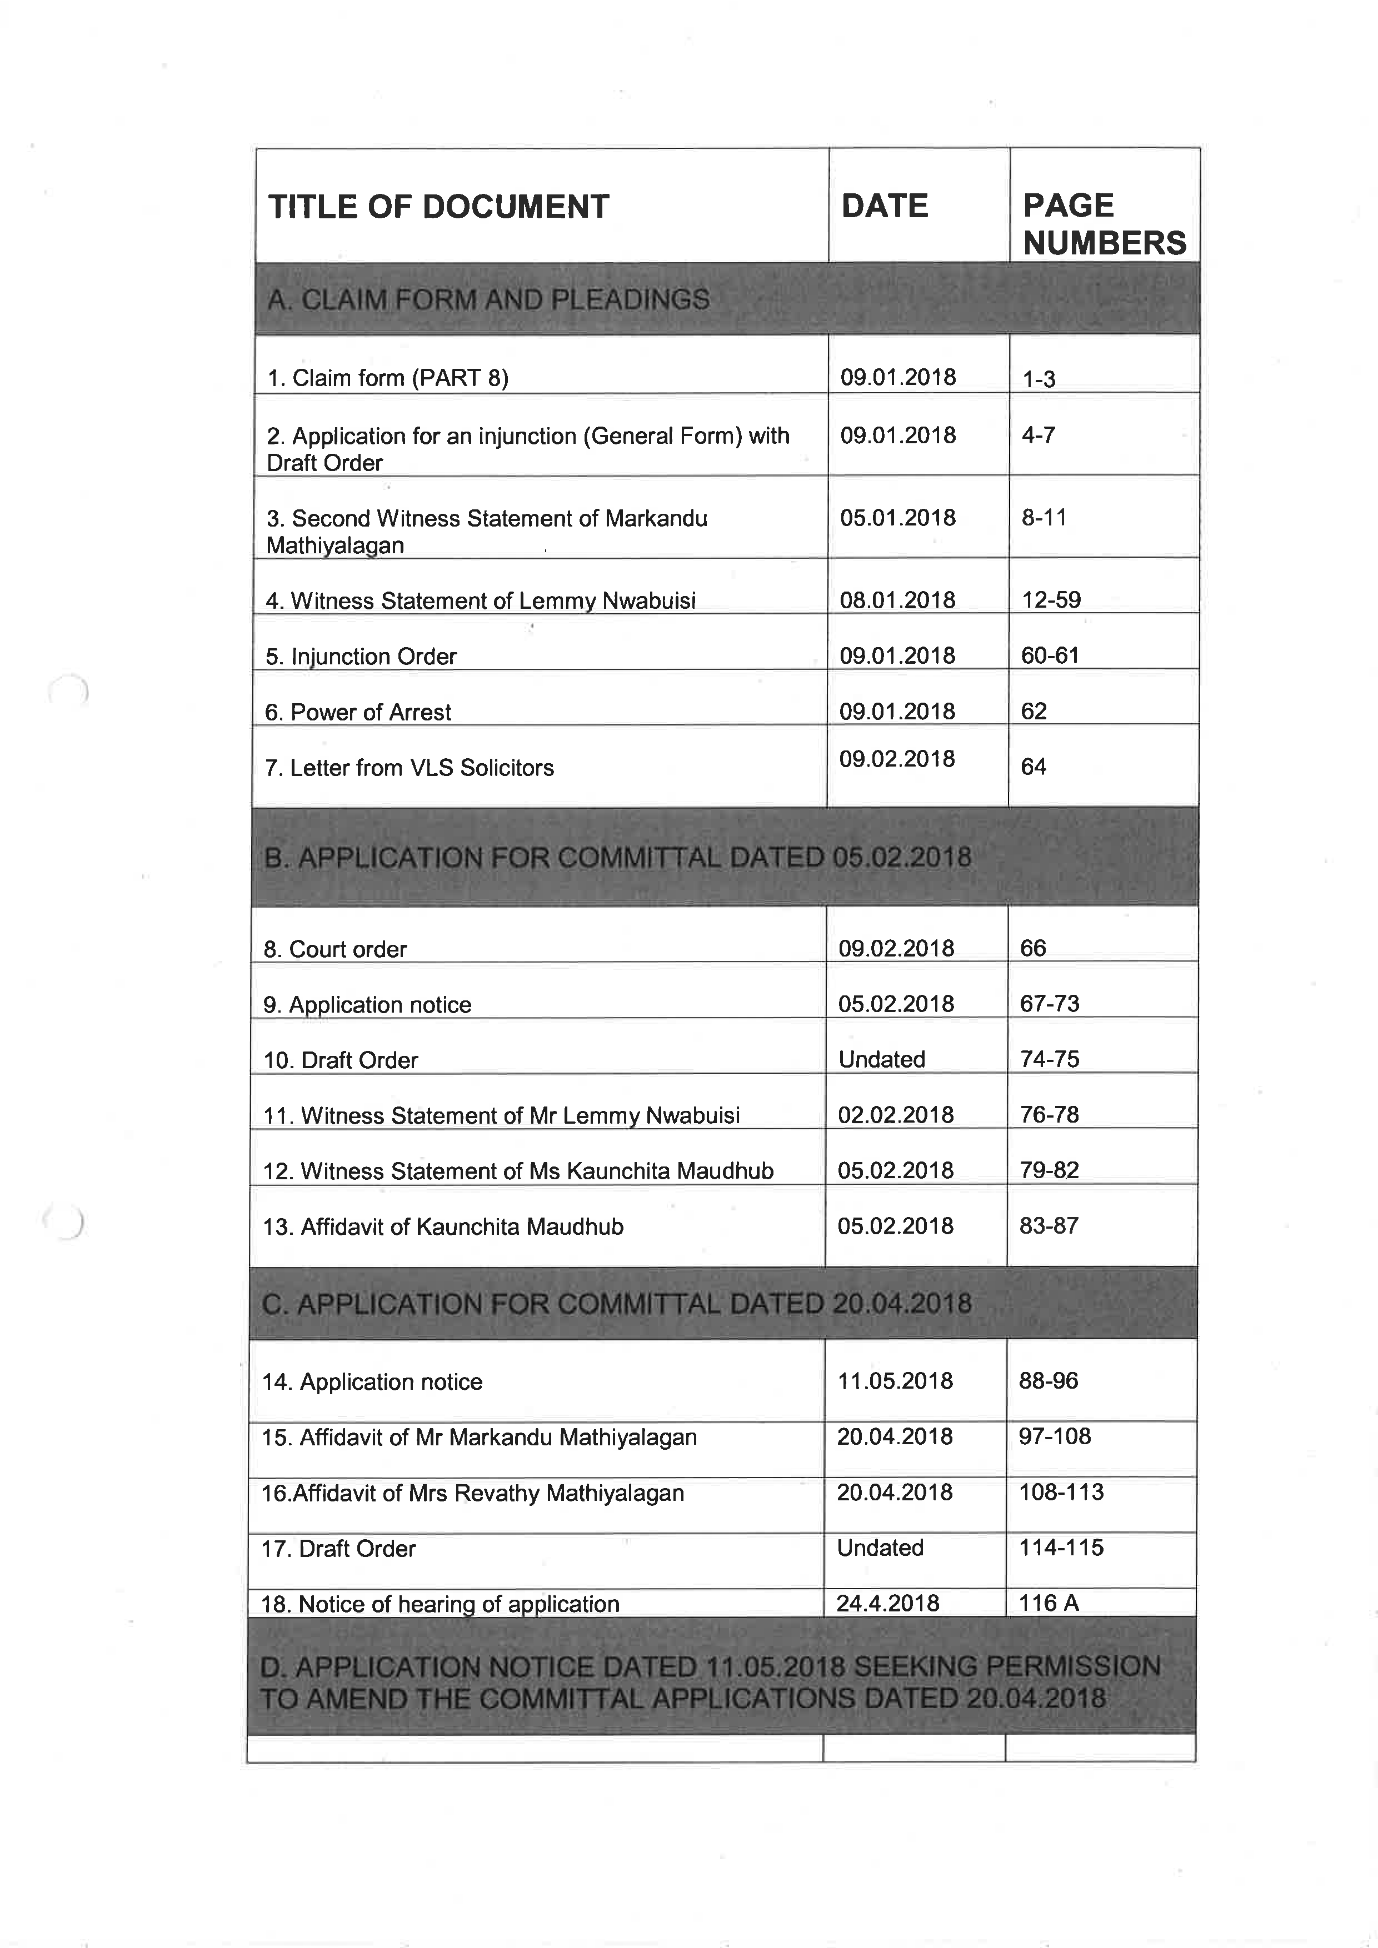 TITLE OF DOCUMENT DATE PAGE
NUMBERS
A. CLAIM FORM AND PLEADINGS
1. Claim form (PART 8) 09.01.2018 1-3
2. Application for an injunction (General Form) with 09.01.2018 4-7
Draft Order
3. Second Witness Statement of Markandu 05.01.2018 8-11
Mathiyalagan
4. Witness Statement of Lemmy Nwabuisi 08.01.2018 12-59
5. Injunction Order 09.01.2018 60-61
6. Power of Arrest 09.01.2018 62
7. Letter from VLS Solicitors 09.02.2018 64
B. APPLICATION FOR COMMITTAL DATED 05.02.2018
8. Court order 09.02.2018 66
9. Application notice 05.02.2018 67-73
10. Draft Order Undated 74-75
11. Witness Statement of Mr Lemmy Nwabuisi 02.02.2018 76-78
12. Witness Statement of Ms Kaunchita Maudhub 05.02.2018 79-82
13. Affidavit of Kaunchita Maudhub 05.02.2018 83-87
C. APPLICATION FOR COMMITTAL DATED 20.04.2018
14. Application notice 11.05.2018 88-96
15. Affidavit of Mr Markandu Mathiyalagan 20.04.2018 97-108
16.Affidavit of Mrs Revathy Mathiyalagan 20.04.2018 108-113
17. Draft Order Undated 114-115
18. Notice of hearing of application 24.4.2018 116 A
D. APPLICATION NOTICE DATED 11.05.2018 SEEKING PERMISSION
TO AMEND THE COMMITTAL APPLICATIONS DATED 20.04.2018